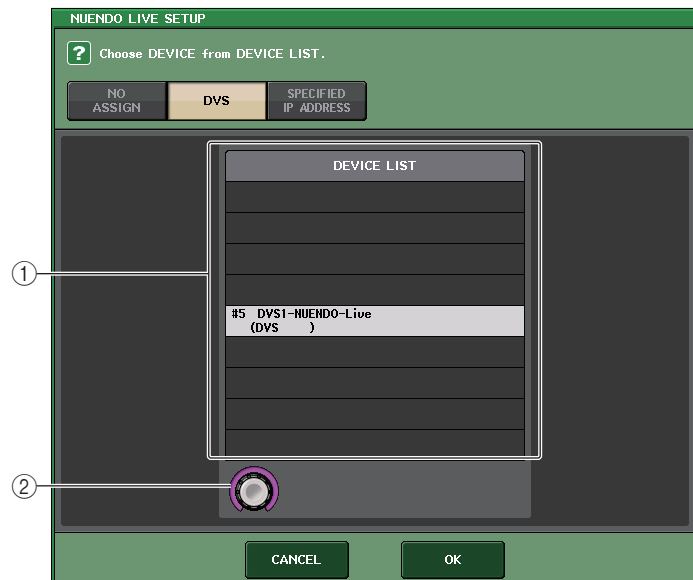 NUENDO LIVE SETUP
? Choose DEVICE from DEVICE LIST.
NO
ASSIGN
DVS
SPECIFIED
IP ADDRESS
DEVICE LIST
1
#5 DVS1-NUENDO-Live
(DVS )
2
CANCEL
OK